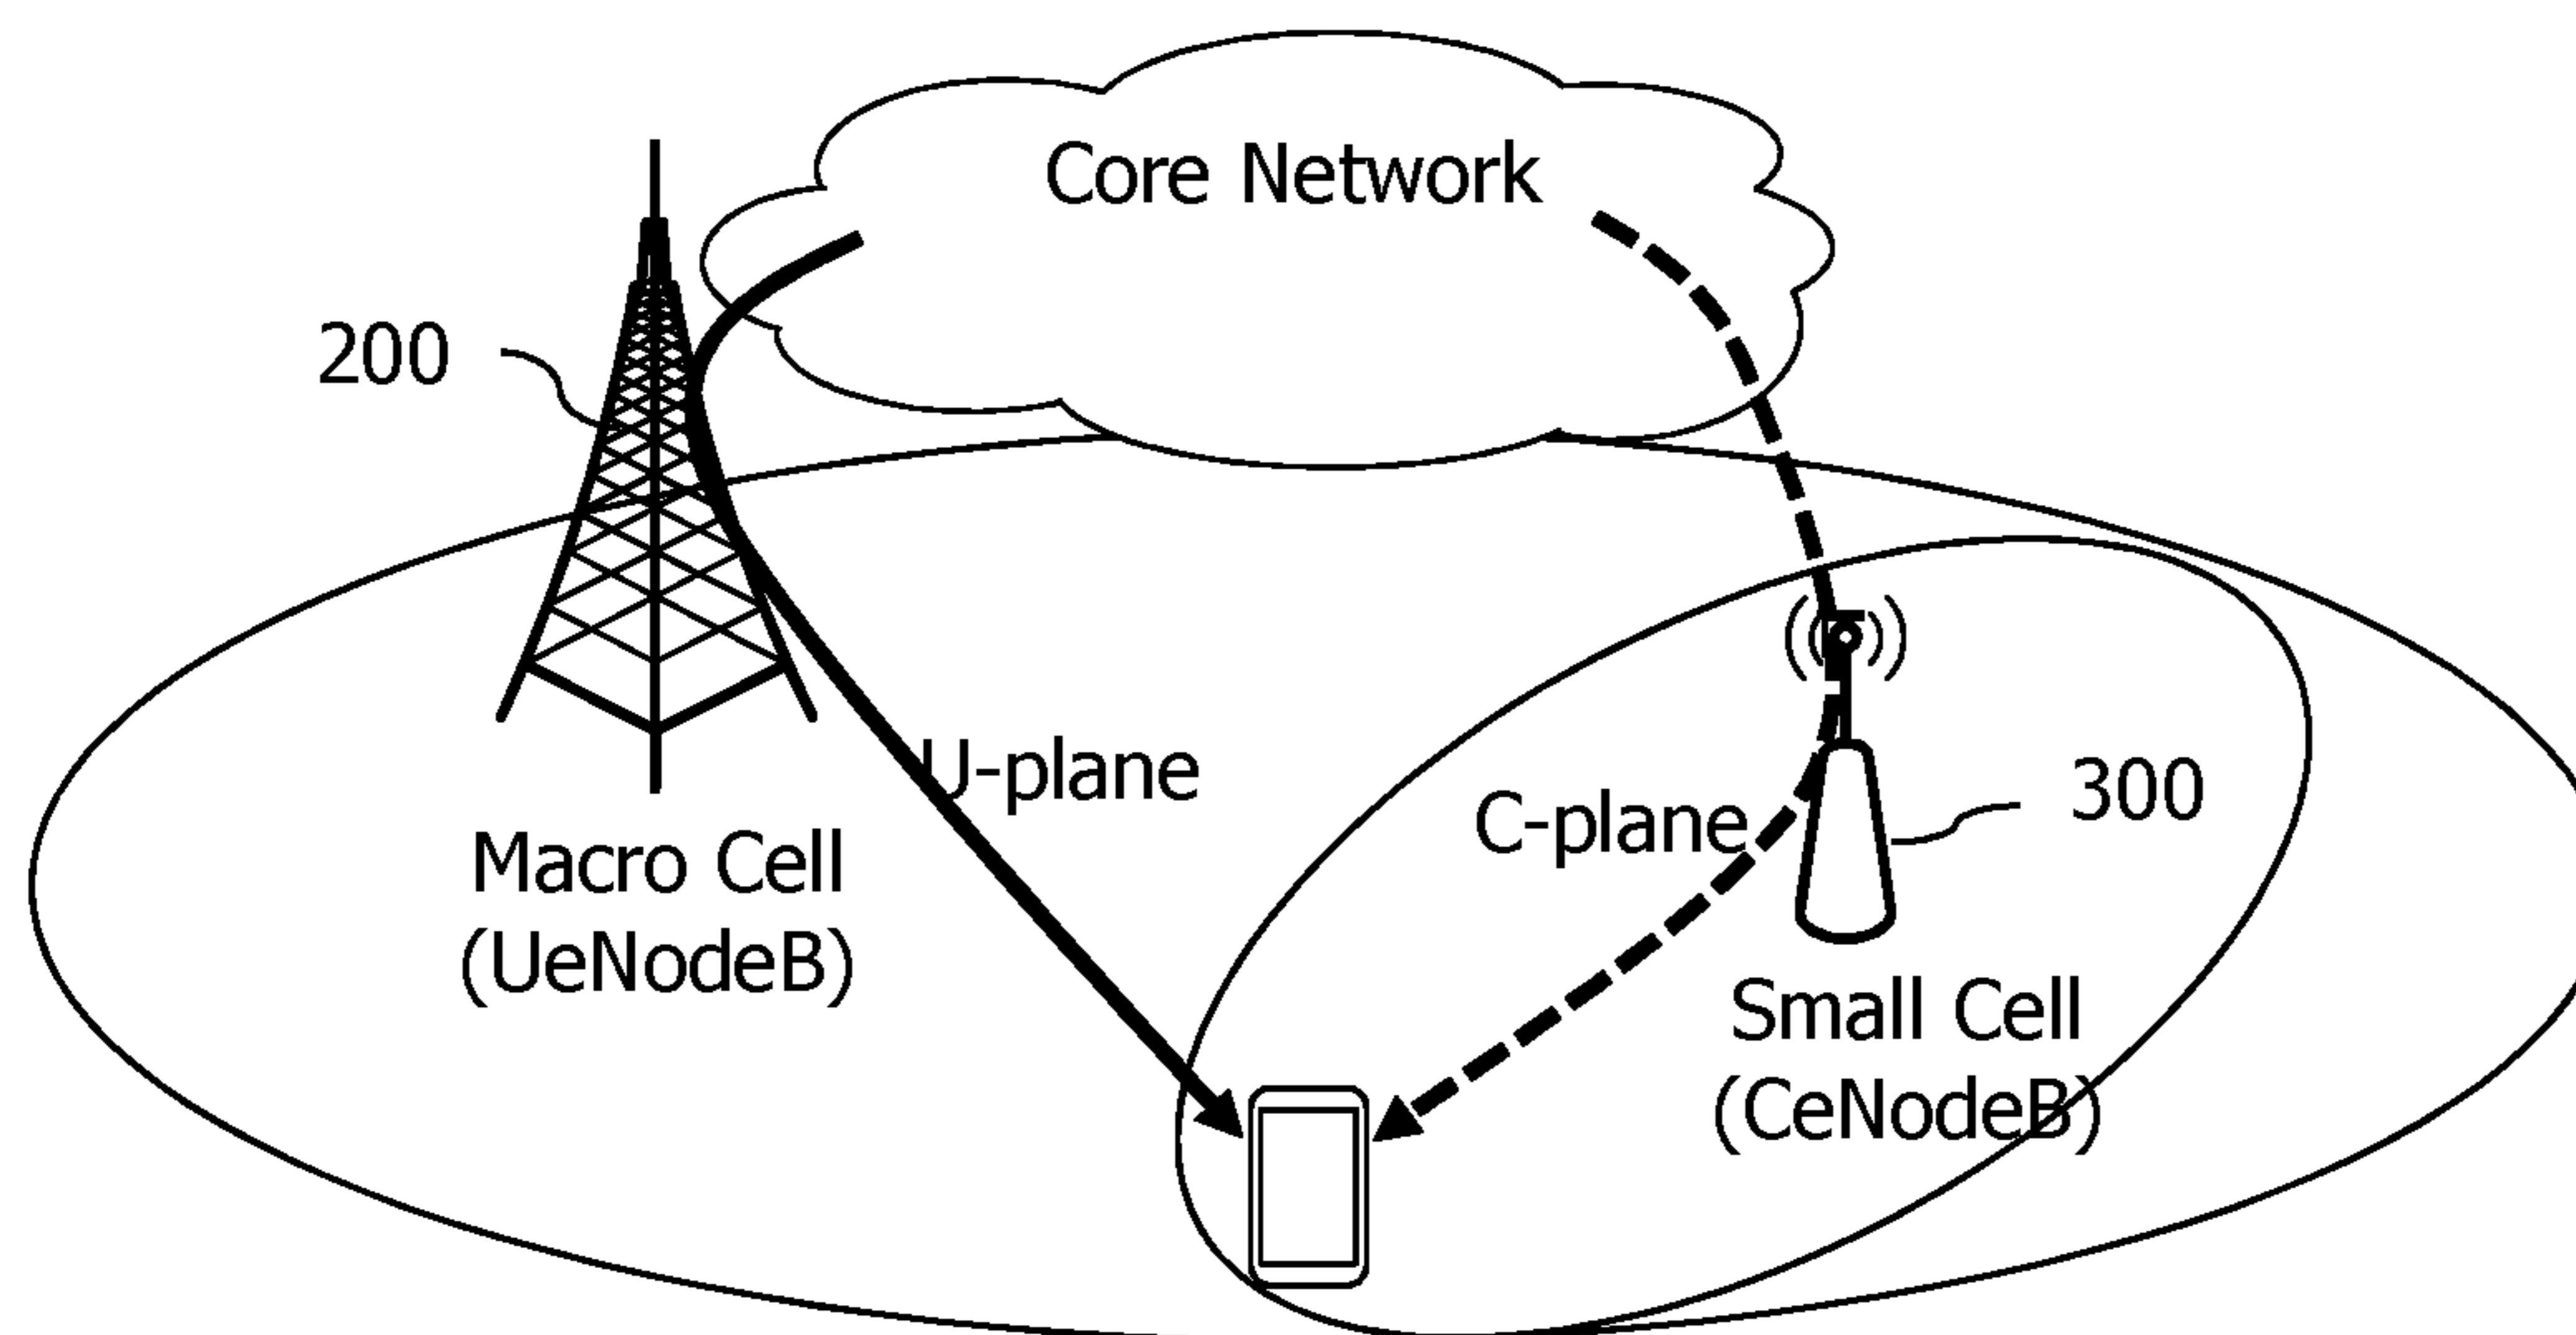 Core Network
200
U-plane
C-plane
300
Macro Cell
(UeNodeB)
Small Cell
(CeNodeB)